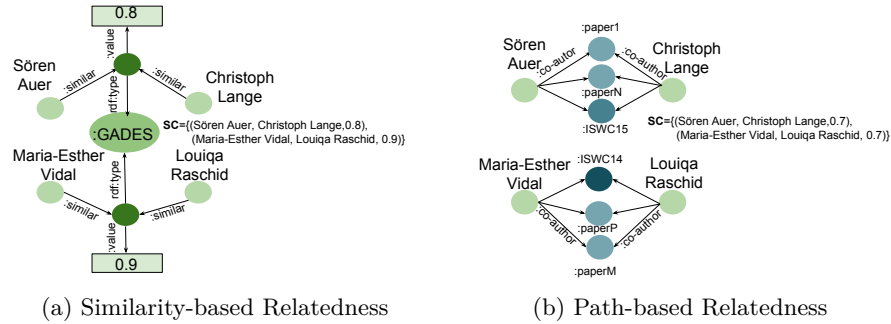 0.8
:value
Sören
Auer
:similar
:similar
Christoph
Lange
rdf:type
:GADES
SC={(Sören Auer, Christoph Lange,0.8),
(Maria-Esther Vidal, Louiqa Raschid, 0.9)}
Maria-Esther
Vidal
rdf:type
Louiqa
Raschid
:similar
:similar
:value
0.9
(a) Similarity-based Relatedness
:paper1
Sören
Auer
:co-autor
:co-author
Christoph
Lange
:paperN
:ISWC15
SC={(Sören Auer, Christoph Lange,0.7),
(Maria-Esther Vidal, Louiqa Raschid, 0.7)}
:ISWC14
Maria-Esther
Vidal
Louiqa
Raschid
:paperP
:co-author
:co-author
:paperM
(b) Path-based Relatedness